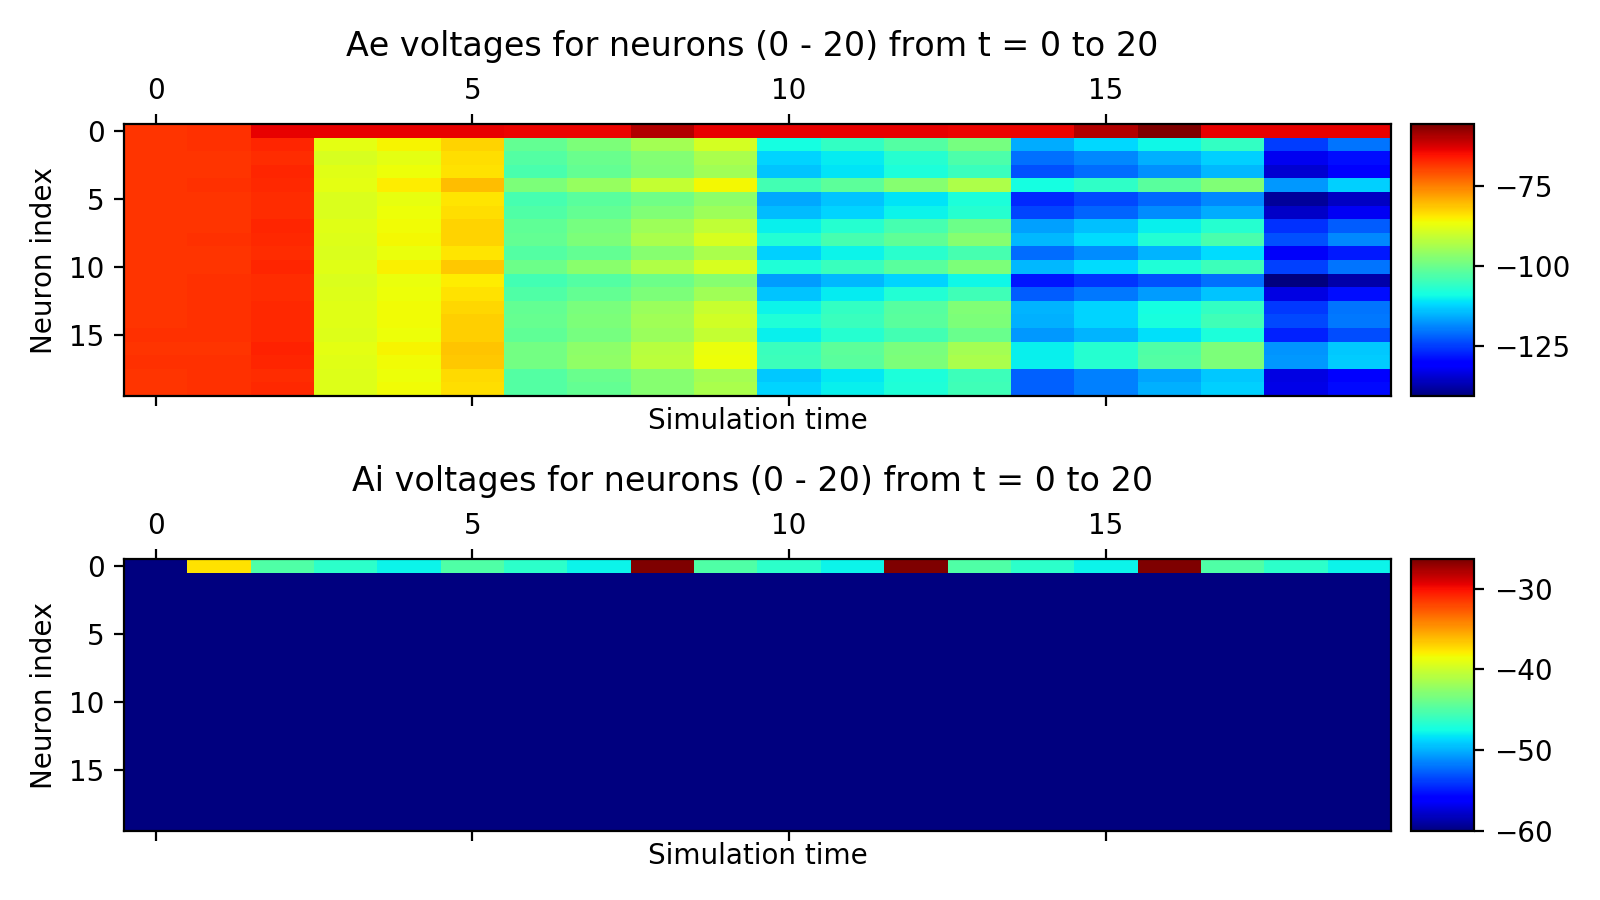 Ae voltages for neurons (0 - 20) from t = 0 to 20
0 5 10 15
0
5
10
15
Neuron index
Simulation time
−75
−100
−125
Ai voltages for neurons (0 - 20) from t = 0 to 20
0 5 10 15
0
5
10
15
Neuron index
Simulation time
−30
−40
−50
−60